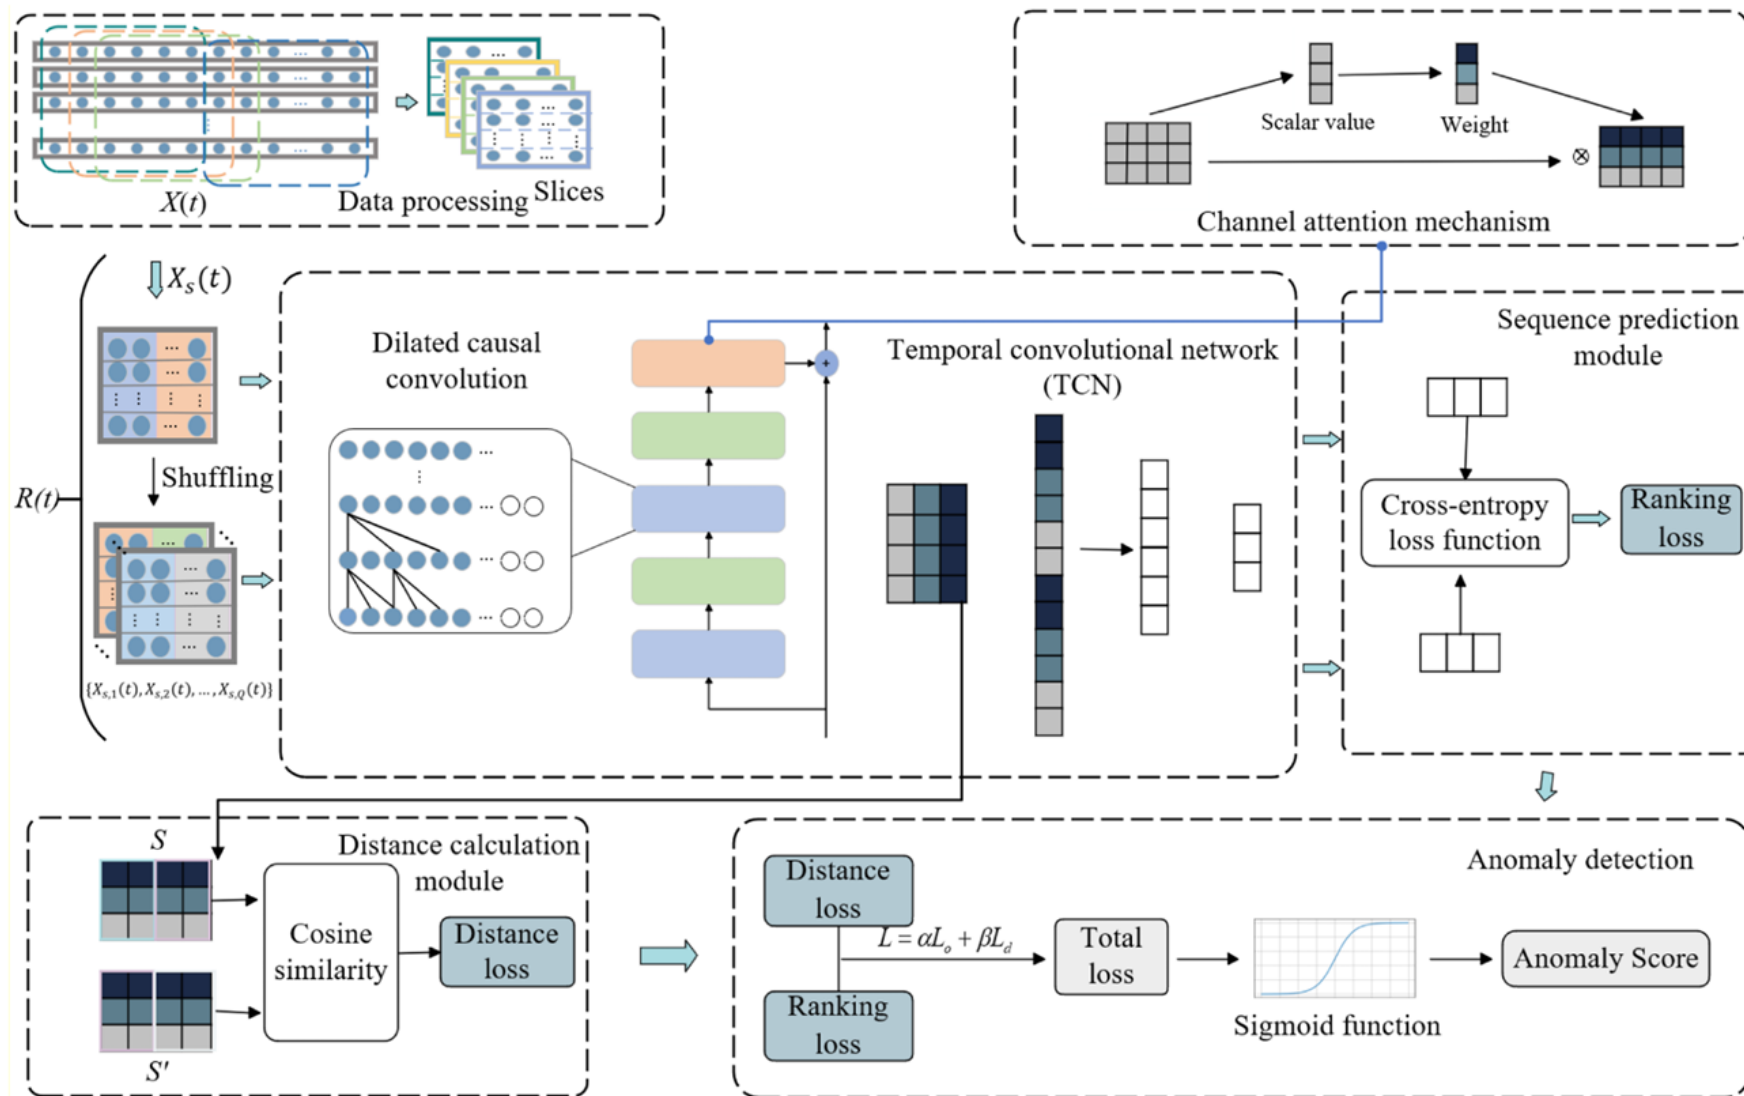 X(t)
Data processing
Slices
Scalar value
Weight
⊗
Channel attention mechanism
X_s(t)
Shuffling
R(t)
{X_{s,1}(t), X_{s,2}(t), ..., X_{s,Q}(t)}
Dilated causal
convolution
+
Temporal convolutional network
(TCN)
Sequence prediction
module
Cross-entropy
loss function
Ranking
loss
S
S'
Distance calculation
module
Cosine
similarity
Distance
loss
Anomaly detection
Distance
loss
L = αL_o + βL_d
Ranking
loss
Total
loss
Sigmoid function
Anomaly Score